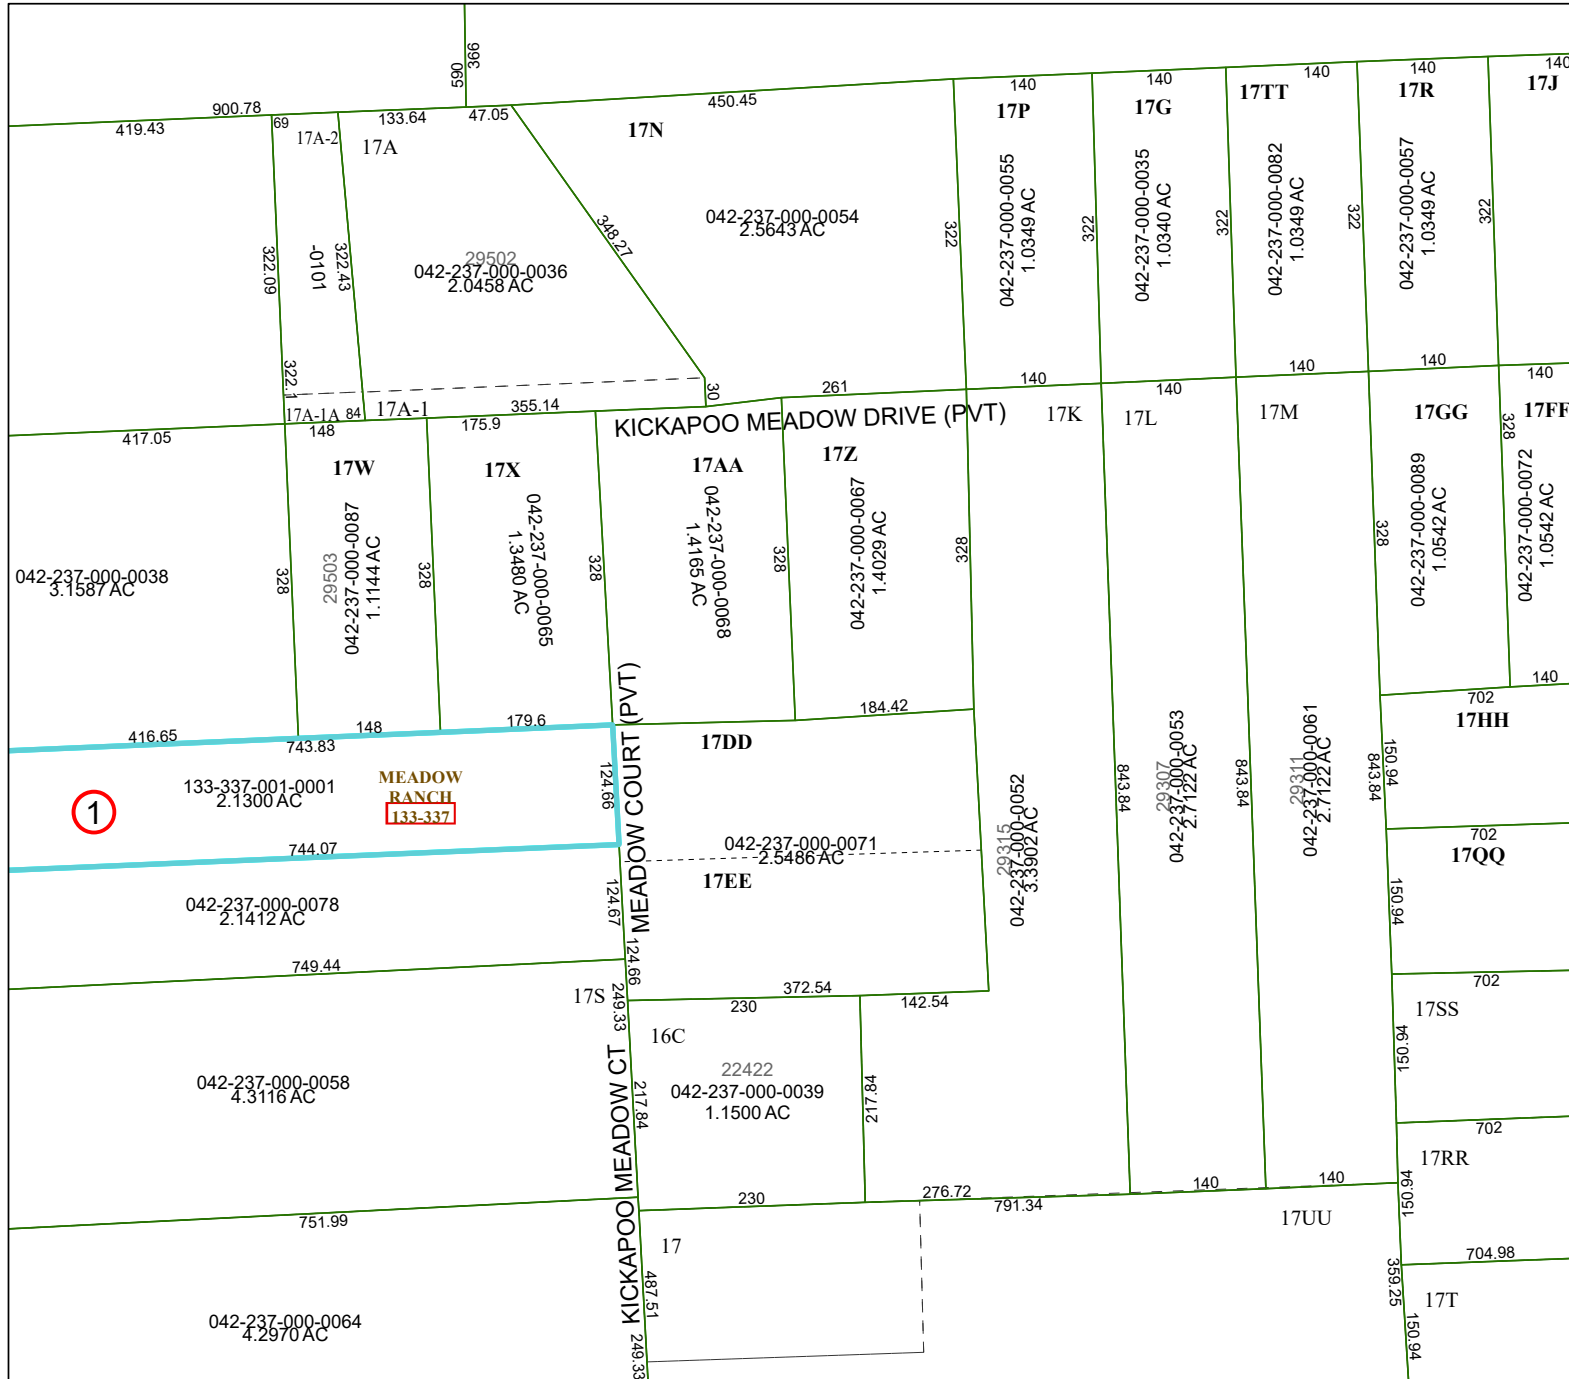 590
366
900.78
419.43
69
17A-2
133.64
47.05
17A
450.45
17N
140
17P
140
17G
140
17TT
140
17R
140
17J
322.09
-0101
322.43
348.27
29502
042-237-000-0036
2.0458 AC
042-237-000-0054
2.5643 AC
322
042-237-000-0055
1.0349 AC
322
042-237-000-0035
1.0340 AC
322
042-237-000-0082
1.0349 AC
322
042-237-000-0057
1.0349 AC
322
322.1
17A-1A
84
17A-1
355.14
30
261
140
140
140
140
140
417.05
148
175.9
KICKAPOO MEADOW DRIVE (PVT)
17K
17L
17M
17GG
328
17FF
17W
17X
17AA
17Z
042-237-000-0038
3.1587 AC
328
29503
042-237-000-0087
1.1144 AC
328
042-237-000-0065
1.3480 AC
328
042-237-000-0068
1.4165 AC
328
042-237-000-0067
1.4029 AC
328
328
042-237-000-0089
1.0542 AC
042-237-000-0072
1.0542 AC
140
702
17HH
416.65
743.83
148
179.6
184.42
MEADOW COURT (PVT)
17DD
1
133-337-001-0001
2.1300 AC
MEADOW
RANCH
133-337
124.66
744.07
042-237-000-0071
2.5486 AC
17EE
29315
042-237-000-0052
3.3902 AC
843.84
29307
042-237-000-0053
2.7122 AC
843.84
29311
042-237-000-0061
2.7122 AC
843.84
150.94
702
17QQ
042-237-000-0078
2.1412 AC
124.67
124.66
150.94
749.44
17S
249.33
372.54
230
142.54
702
17SS
16C
22422
042-237-000-0039
1.1500 AC
217.84
217.84
150.94
042-237-000-0058
4.3116 AC
KICKAPOO MEADOW CT
702
17RR
150.94
230
276.72
791.34
140
140
17UU
751.99
17
487.51
249.33
704.98
359.25
17T
150.94
042-237-000-0064
4.2970 AC